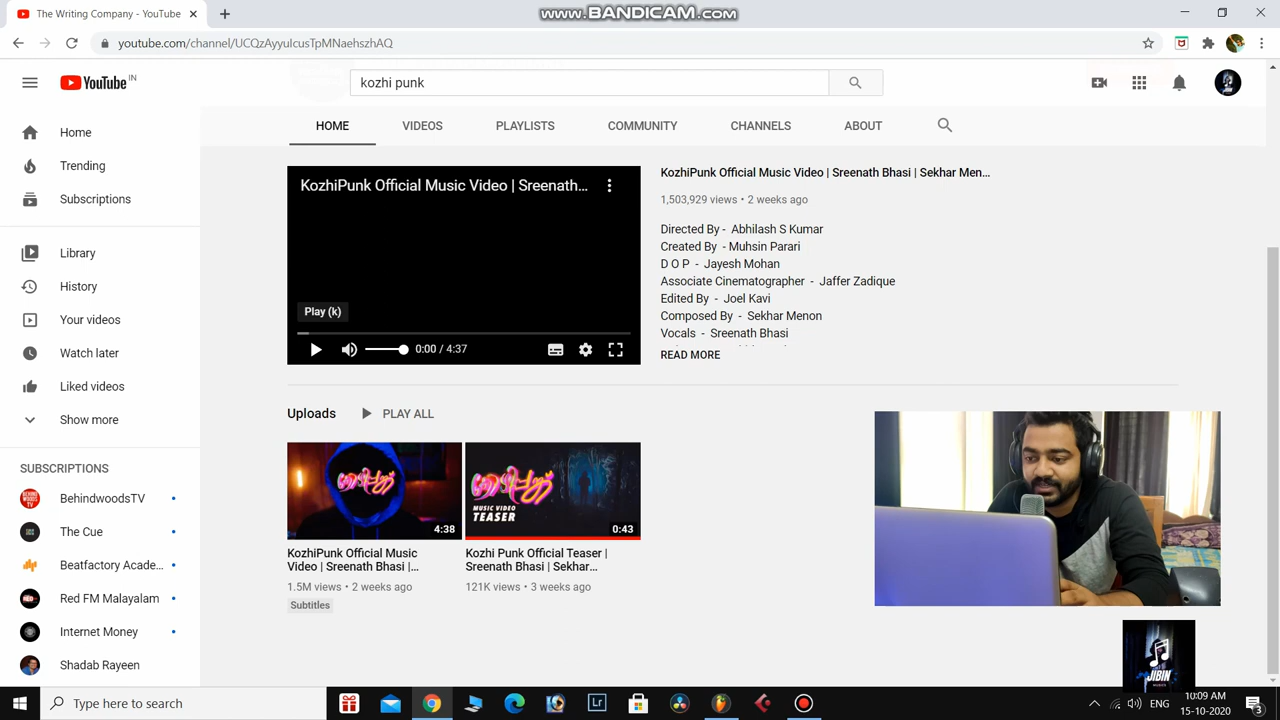 The Writing Company - YouTube
www.BANDICAM.com
youtube.com/channel/UCQzAyyuIcusTpMNaehszhAQ
YouTube IN
kozhi punk
HOME
VIDEOS
PLAYLISTS
COMMUNITY
CHANNELS
ABOUT
Home
Trending
Subscriptions
Library
History
Your videos
Watch later
Liked videos
Show more
SUBSCRIPTIONS
BehindwoodsTV
The Cue
Beatfactory Acade...
Red FM Malayalam
Internet Money
Shadab Rayeen
KozhiPunk Official Music Video | Sreenath...
Play (k)
0:00 / 4:37
KozhiPunk Official Music Video | Sreenath Bhasi | Sekhar Men...
1,503,929 views • 2 weeks ago
Directed By - Abhilash S Kumar
Created By - Muhsin Parari
D O P - Jayesh Mohan
Associate Cinematographer - Jaffer Zadique
Edited By - Joel Kavi
Composed By - Sekhar Menon
Vocals - Sreenath Bhasi
READ MORE
Uploads
PLAY ALL
കോഴിപ്പങ്ക്
4:38
കോഴിപ്പങ്ക്
MUSIC VIDEO
TEASER
0:43
KozhiPunk Official Music
Video | Sreenath Bhasi |...
1.5M views • 2 weeks ago
Subtitles
Kozhi Punk Official Teaser |
Sreenath Bhasi | Sekhar...
121K views • 3 weeks ago
JIBIN
Type here to search
Lr
ENG
10:09 AM
15-10-2020
3